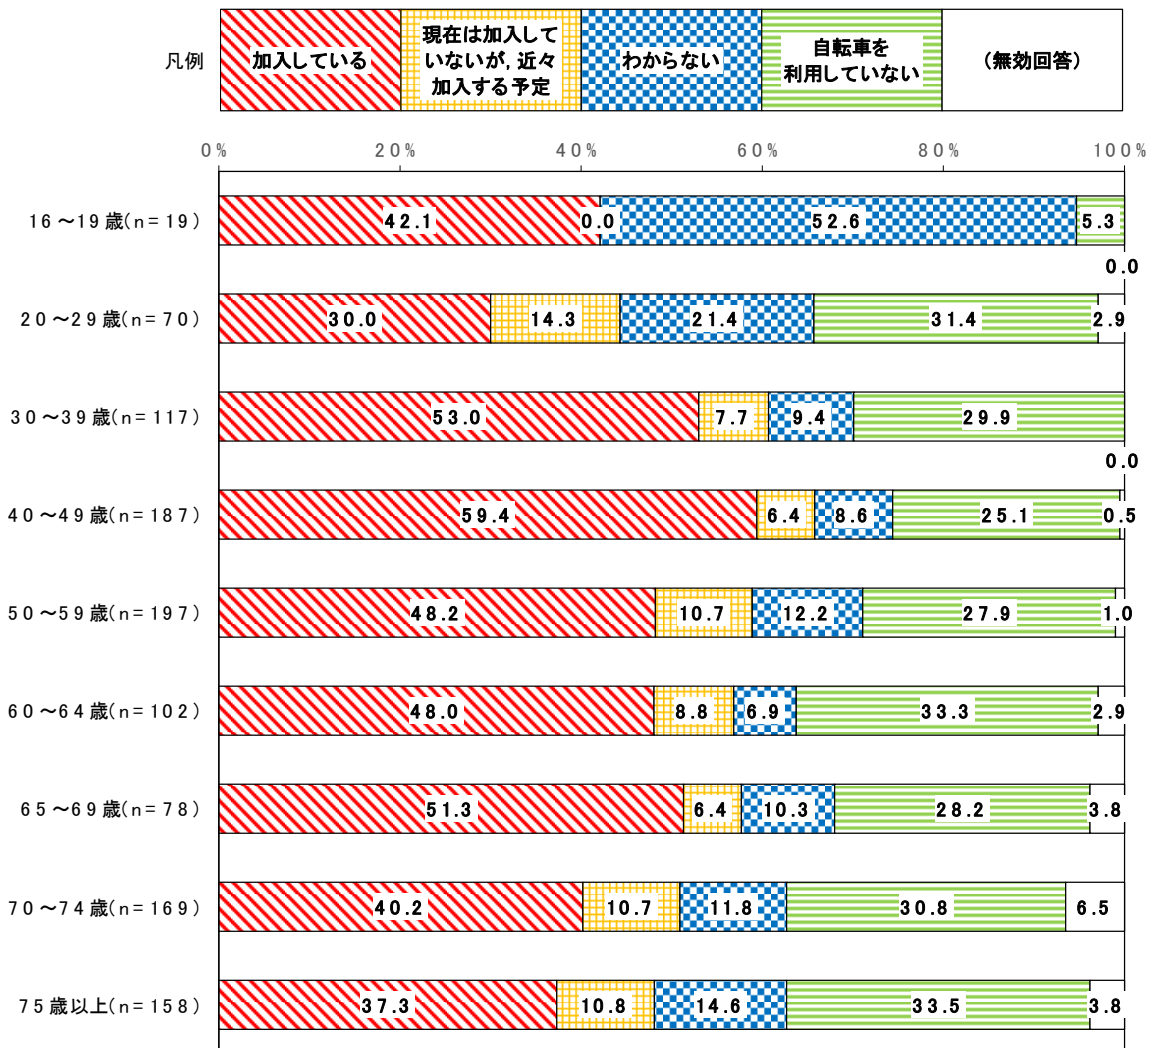 凡例
加入している
現在は加入して
いないが，近々
加入する予定
わからない
自転車を
利用していない
（無効回答）
0% 20% 40% 60% 80% 100%
16～19歳(n=19) 42.1 0.0 52.6 5.3
0.0
20～29歳(n=70) 30.0 14.3 21.4 31.4 2.9
30～39歳(n=117) 53.0 7.7 9.4 29.9
0.0
40～49歳(n=187) 59.4 6.4 8.6 25.1 0.5
50～59歳(n=197) 48.2 10.7 12.2 27.9 1.0
60～64歳(n=102) 48.0 8.8 6.9 33.3 2.9
65～69歳(n=78) 51.3 6.4 10.3 28.2 3.8
70～74歳(n=169) 40.2 10.7 11.8 30.8 6.5
75歳以上(n=158) 37.3 10.8 14.6 33.5 3.8